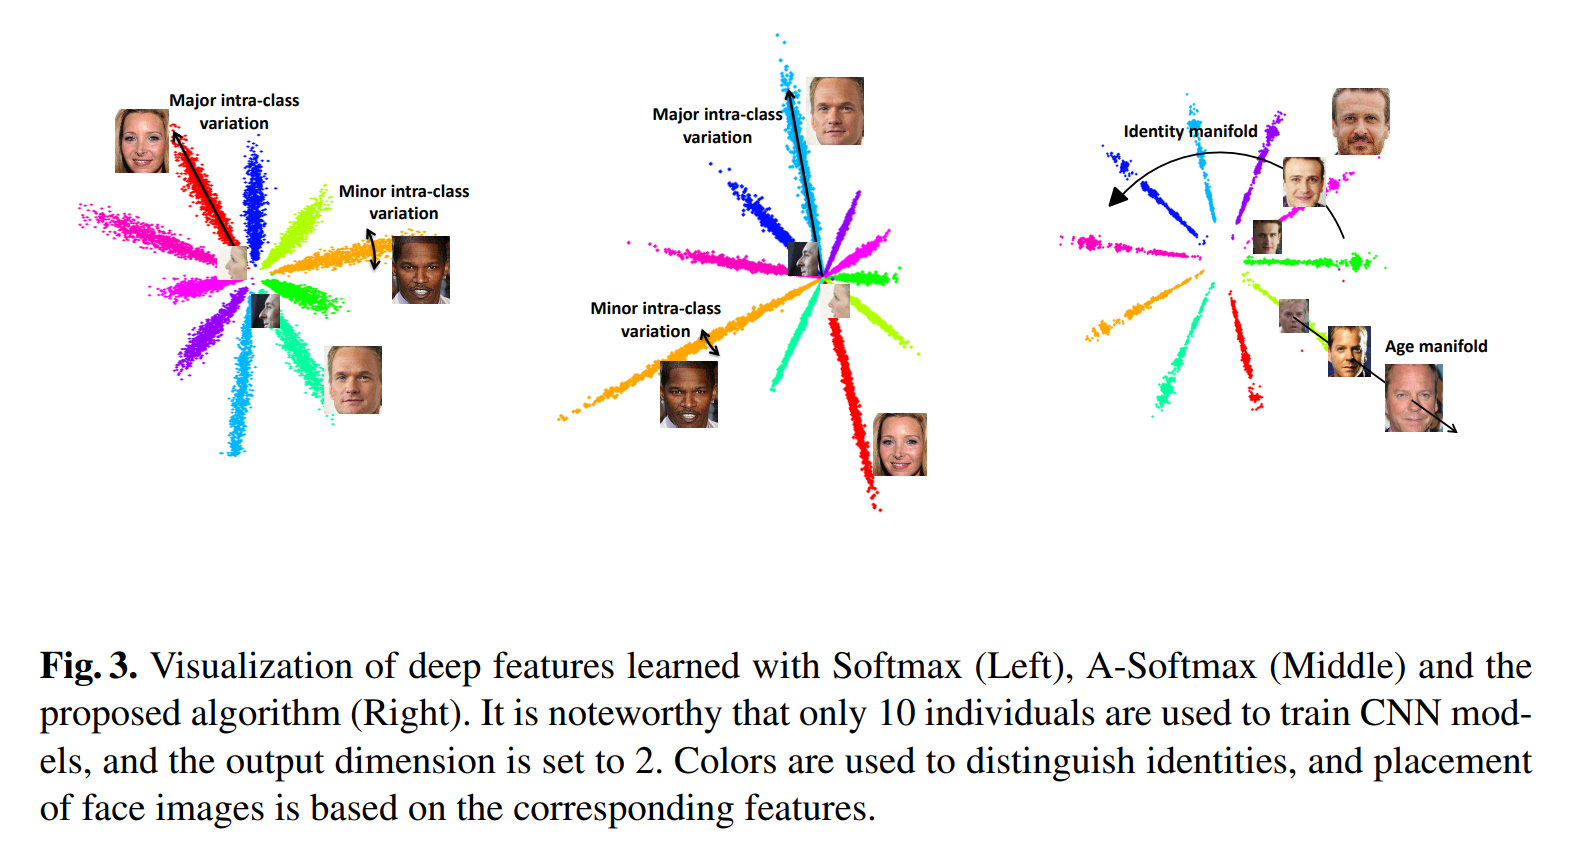 Major intra-class
variation
Minor intra-class
variation
Major intra-class
variation
Minor intra-class
variation
Identity manifold
Age manifold
Fig. 3. Visualization of deep features learned with Softmax (Left), A-Softmax (Middle) and the
proposed algorithm (Right). It is noteworthy that only 10 individuals are used to train CNN mod-
els, and the output dimension is set to 2. Colors are used to distinguish identities, and placement
of face images is based on the corresponding features.